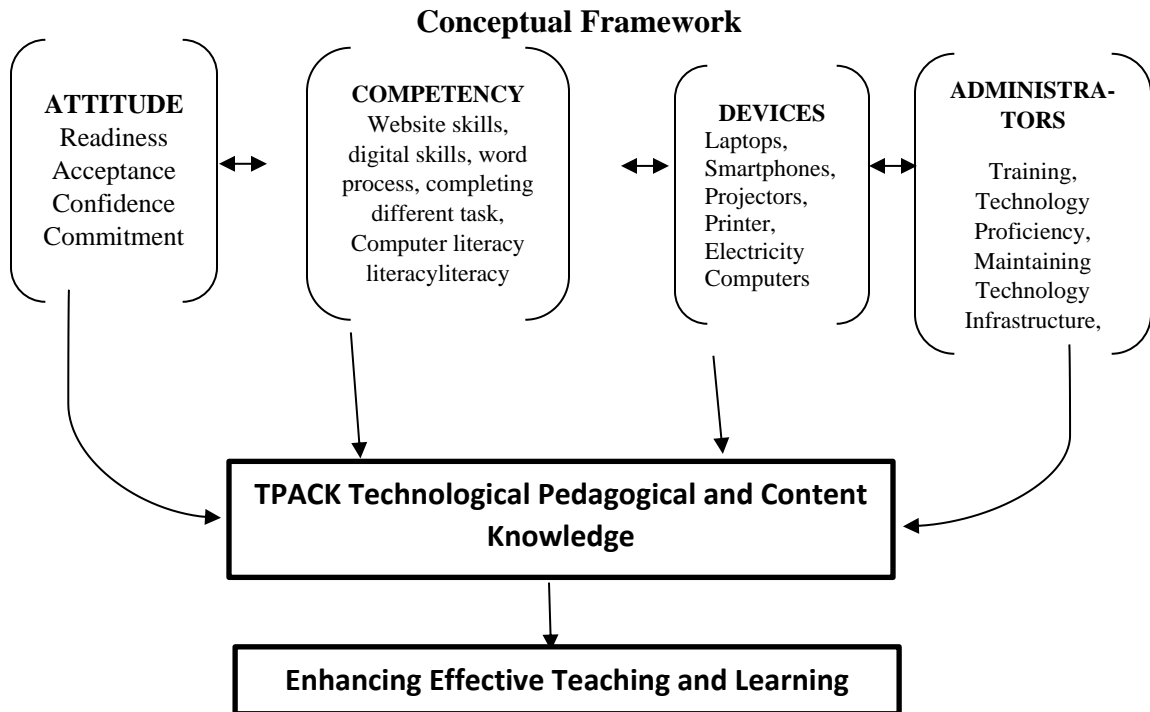 Conceptual Framework
ATTITUDE
Readiness
Acceptance
Confidence
Commitment
COMPETENCY
Website skills,
digital skills, word
process, completing
different task,
Computer literacy
literacyliteracy
DEVICES
Laptops,
Smartphones,
Projectors,
Printer,
Electricity
Computers
ADMINISTRA-
TORS
Training,
Technology
Proficiency,
Maintaining
Technology
Infrastructure,
TPACK Technological Pedagogical and Content
Knowledge
Enhancing Effective Teaching and Learning